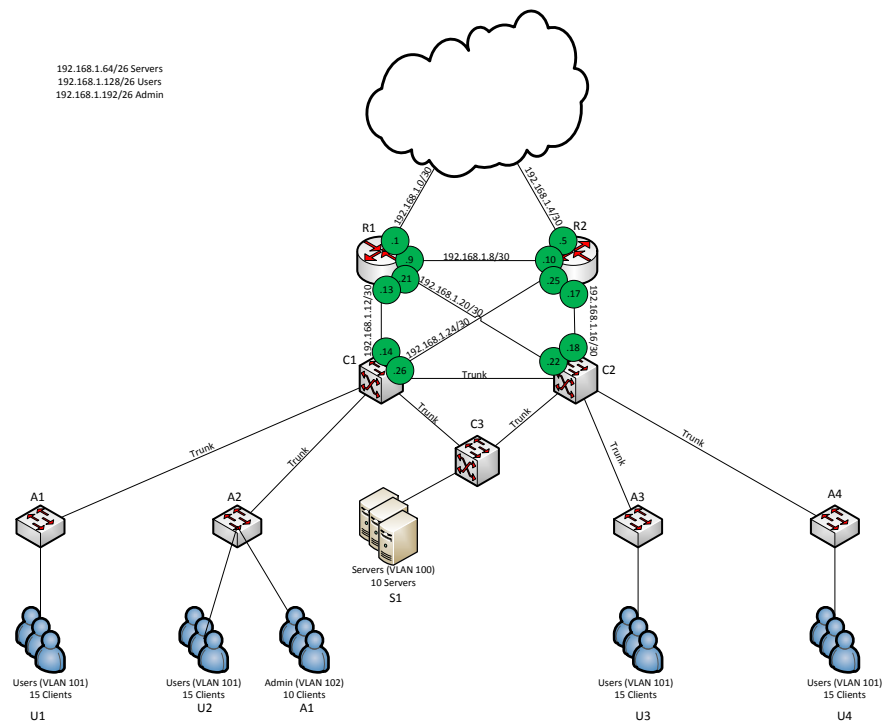 192.168.1.64/26 Servers
192.168.1.128/26 Users
192.168.1.192/26 Admin
192.168.1.0/30
192.168.1.4/30
R1
R2
.1
.5
.9
192.168.1.8/30
.10
.21
.25
.13
.17
192.168.1.12/30
192.168.1.20/30
192.168.1.24/30
192.168.1.16/30
.14
.18
C1
.26
.22
C2
Trunk
Trunk
Trunk
C3
Trunk
Trunk
Trunk
Trunk
A1
A2
A3
A4
Servers (VLAN 100)
10 Servers
S1
Users (VLAN 101)
15 Clients
U1
Users (VLAN 101)
15 Clients
U2
Admin (VLAN 102)
10 Clients
A1
Users (VLAN 101)
15 Clients
U3
Users (VLAN 101)
15 Clients
U4